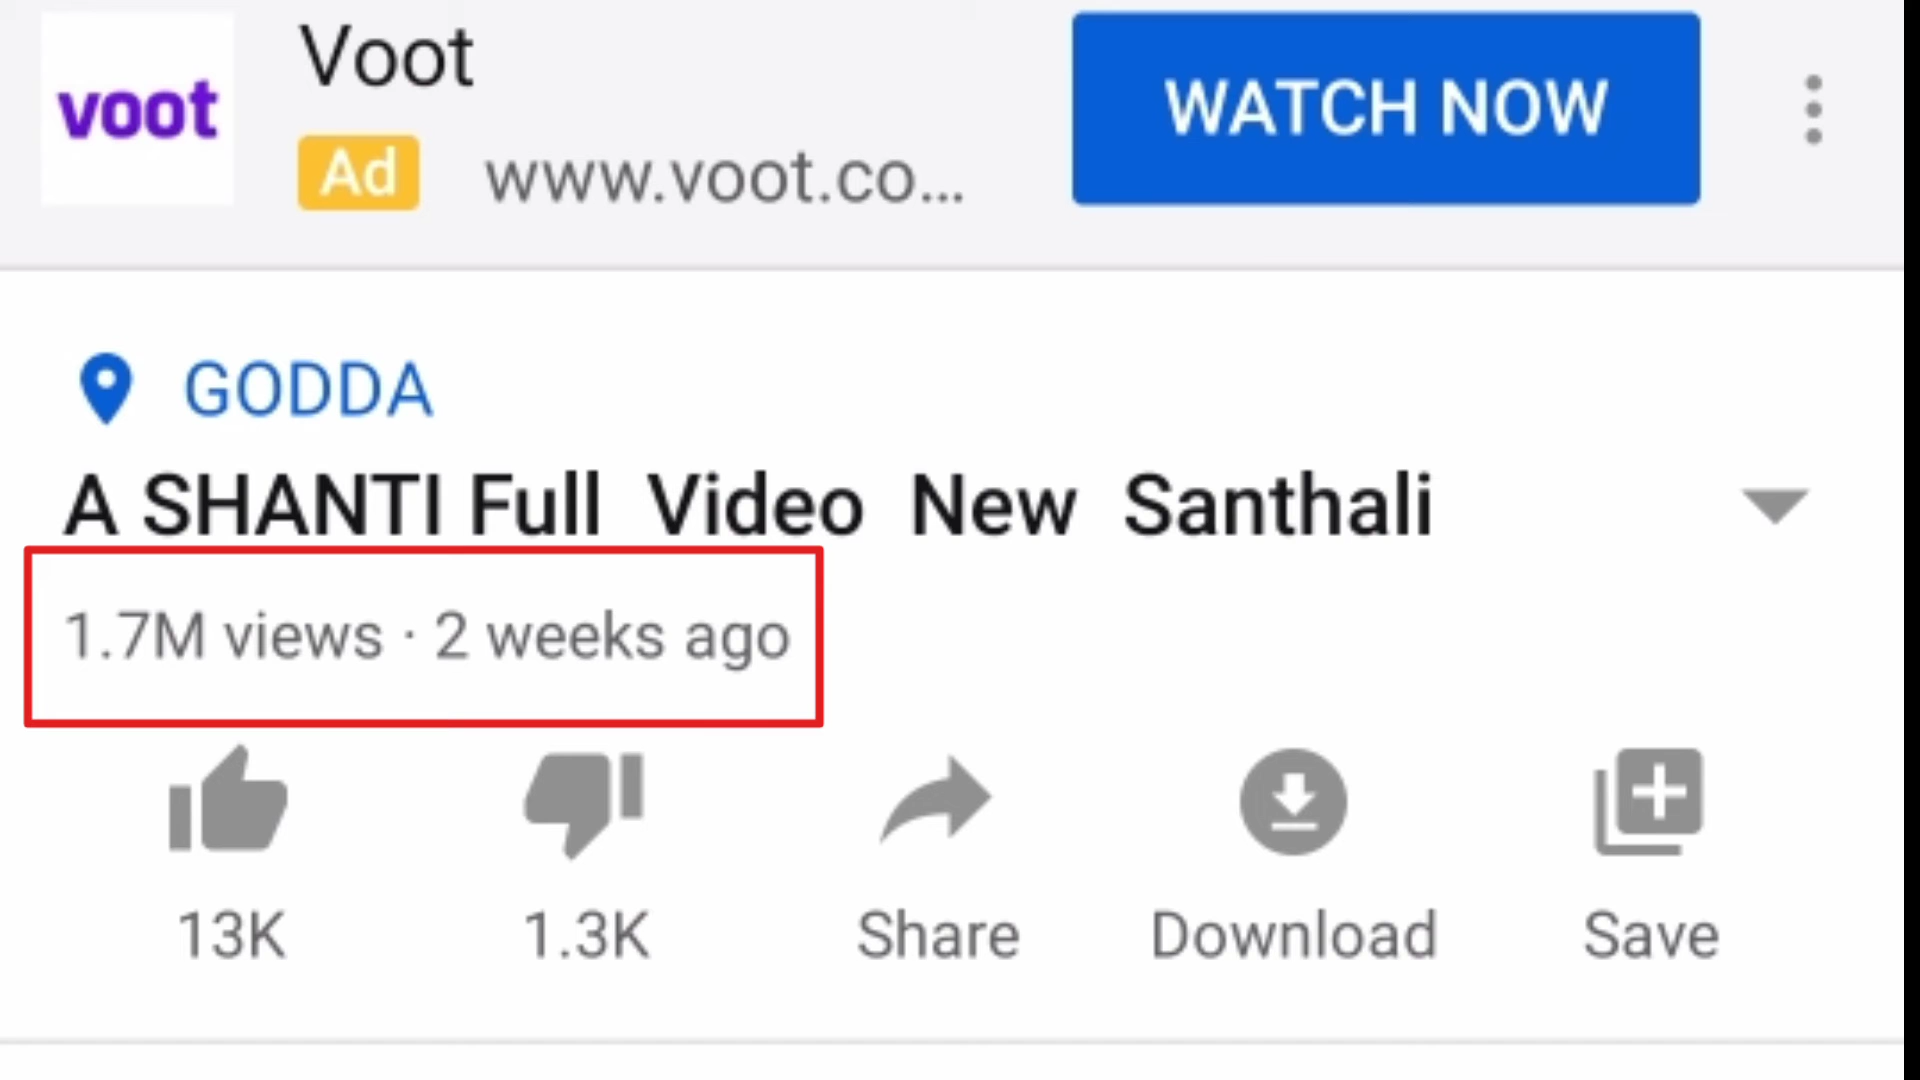 voot
Voot
WATCH NOW
Ad www.voot.co...
GODDA
A SHANTI Full Video New Santhali
1.7M views · 2 weeks ago
13K
1.3K
Share
Download
Save